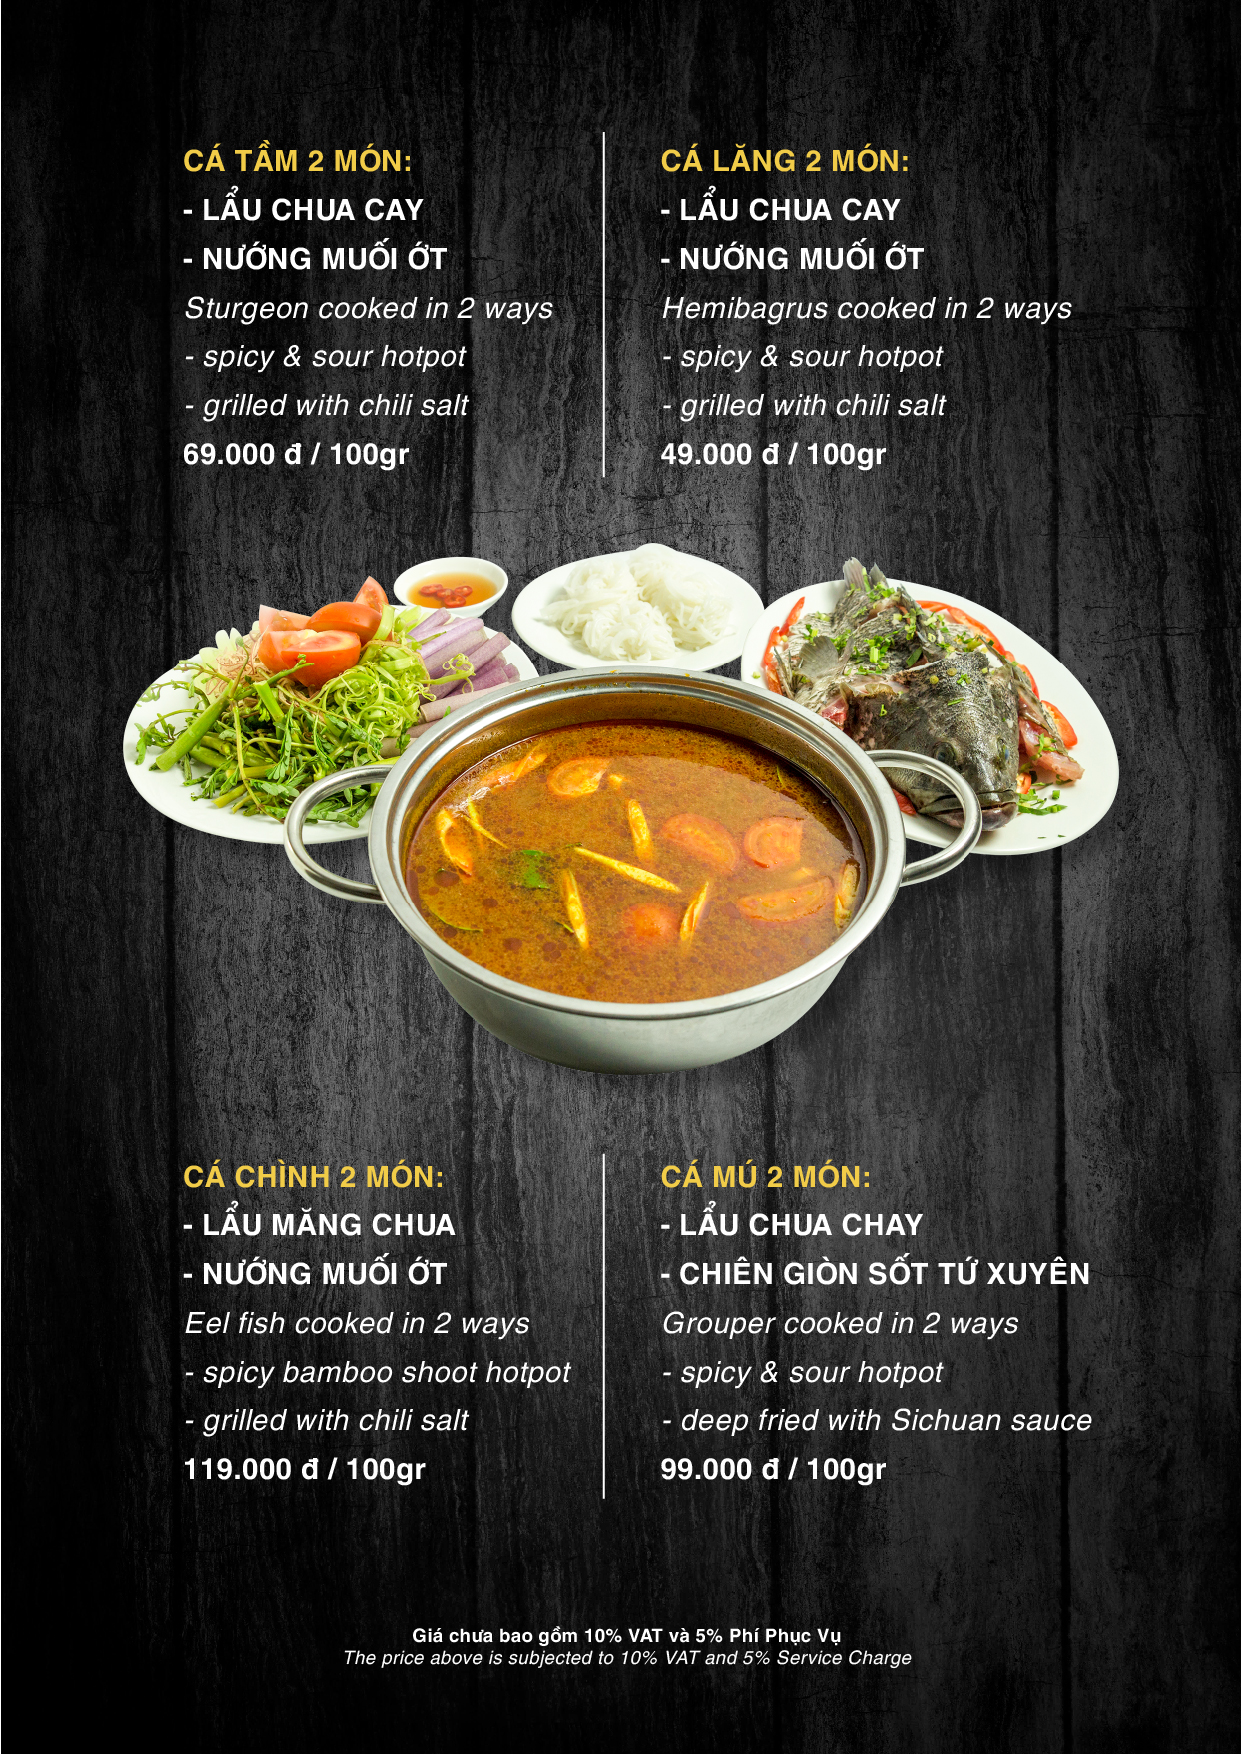 CÁ TẦM 2 MÓN:
- LẨU CHUA CAY
- NƯỚNG MUỐI ỚT
Sturgeon cooked in 2 ways
- spicy & sour hotpot
- grilled with chili salt
69.000 đ / 100gr
CÁ LĂNG 2 MÓN:
- LẨU CHUA CAY
- NƯỚNG MUỐI ỚT
Hemibagrus cooked in 2 ways
- spicy & sour hotpot
- grilled with chili salt
49.000 đ / 100gr
CÁ CHÌNH 2 MÓN:
- LẨU MĂNG CHUA
- NƯỚNG MUỐI ỚT
Eel fish cooked in 2 ways
- spicy bamboo shoot hotpot
- grilled with chili salt
119.000 đ / 100gr
CÁ MÚ 2 MÓN:
- LẨU CHUA CHAY
- CHIÊN GIÒN SỐT TỨ XUYÊN
Grouper cooked in 2 ways
- spicy & sour hotpot
- deep fried with Sichuan sauce
99.000 đ / 100gr
Giá chưa bao gồm 10% VAT và 5% Phí Phục Vụ
The price above is subjected to 10% VAT and 5% Service Charge